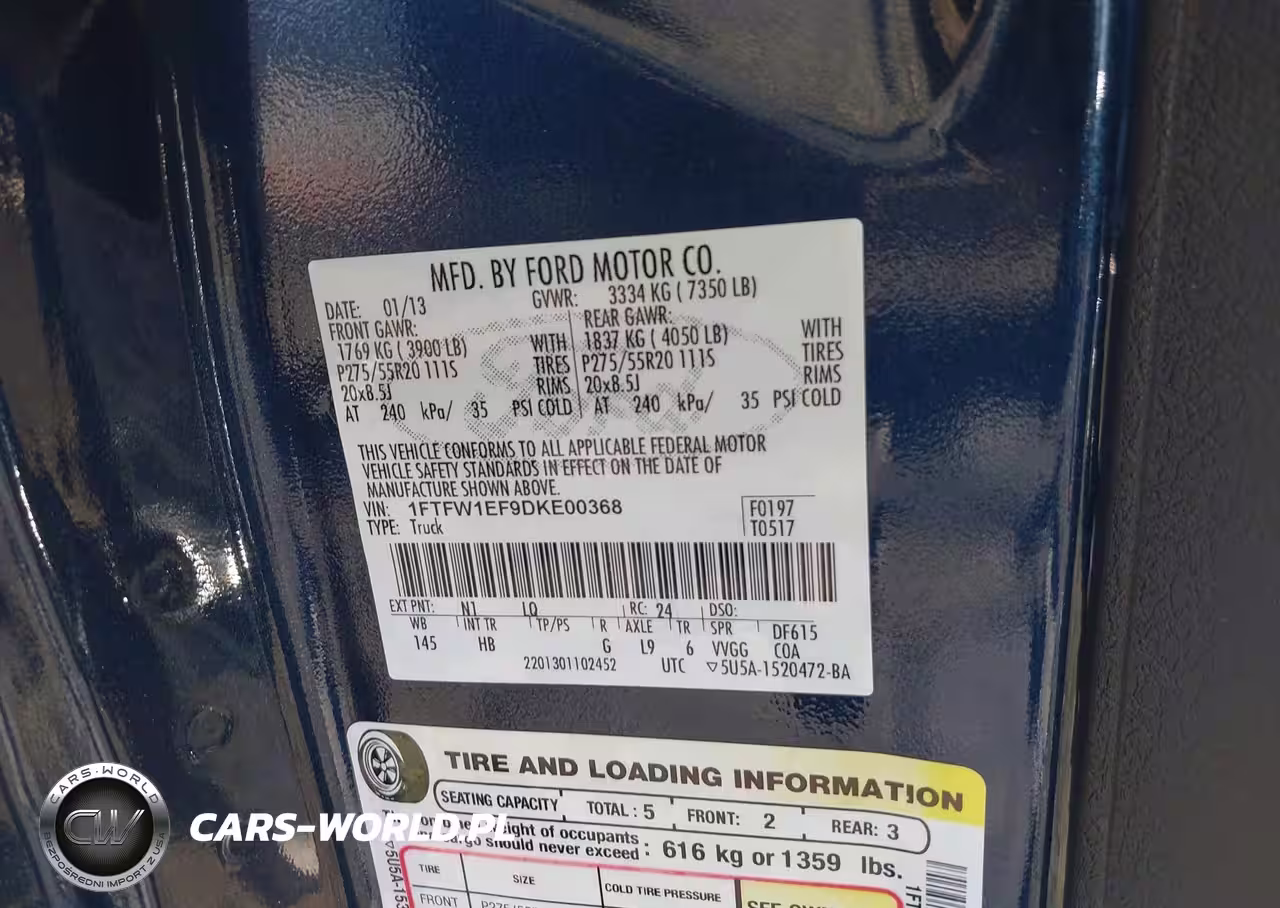 MFD. BY FORD MOTOR CO.
DATE: 01/13 GVWR: 3334 KG ( 7350 LB)
FRONT GAWR: REAR GAWR:
1769 KG ( 3900 LB) WITH 1837 KG ( 4050 LB) WITH
P275/55R20 111S TIRES P275/55R20 111S TIRES
20x8.5J RIMS 20x8.5J RIMS
AT 240 kPa/ 35 PSI COLD AT 240 kPa/ 35 PSI COLD
THIS VEHICLE CONFORMS TO ALL APPLICABLE FEDERAL MOTOR
VEHICLE SAFETY STANDARDS IN EFFECT ON THE DATE OF
MANUFACTURE SHOWN ABOVE.
VIN: 1FTFW1EF9DKE00368 F0197
TYPE: Truck T0517
EXT PNT: N1 LQ RC: 24 DSO:
WB INT TR TP/PS R AXLE TR SPR DF615
145 HB G L9 6 VVGG COA
2201301102452 UTC ▽5U5A-1520472-BA
TIRE AND LOADING INFORMATION
SEATING CAPACITY TOTAL : 5 FRONT: 2 REAR: 3
of occupants
should never exceed : 616 kg or 1359 lbs.
TIRE SIZE COLD TIRE PRESSURE
FRONT
CARS-WORLD
CW
BEZPOŚREDNI IMPORT Z USA
CARS-WORLD.PL